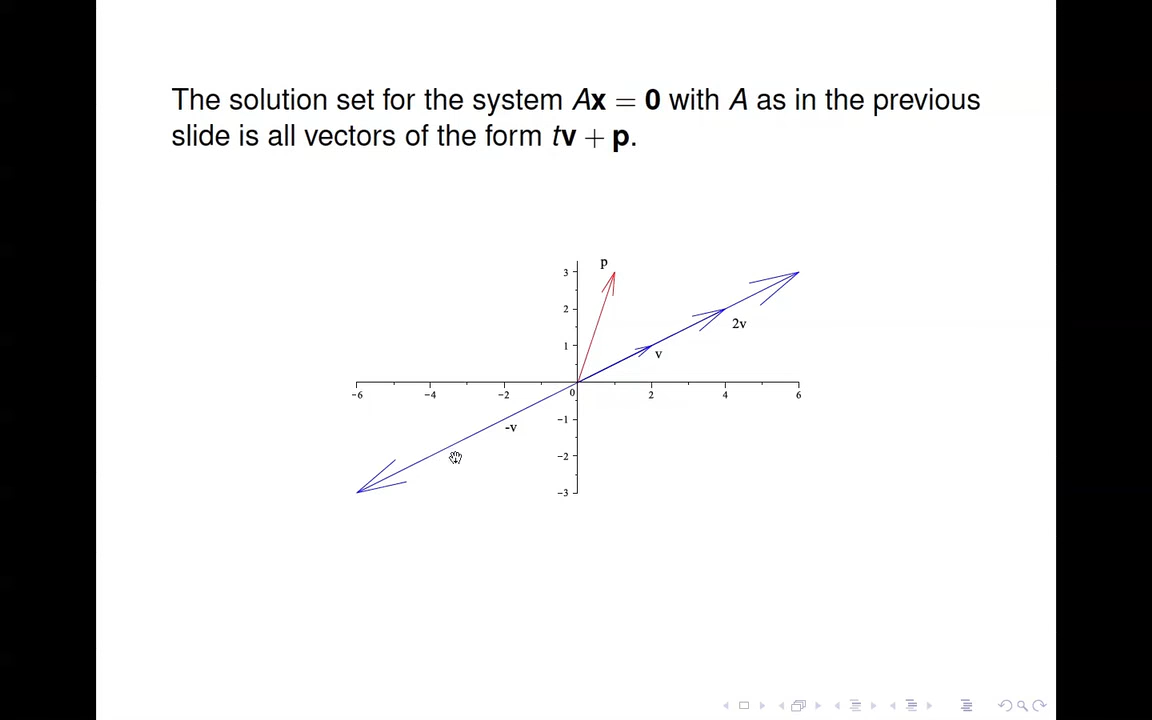 The solution set for the system Ax = 0 with A as in the previous
slide is all vectors of the form tv + p.
p
3
2
2v
1
v
−6 −4 −2 0 2 4 6
−1
-v
−2
−3